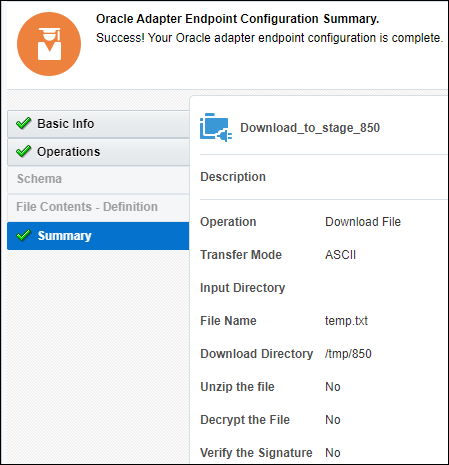 Oracle Adapter Endpoint Configuration Summary.
Success! Your Oracle adapter endpoint configuration is complete.
Basic Info
Operations
Schema
File Contents - Definition
Summary
Download_to_stage_850
Description
Operation Download File
Transfer Mode ASCII
Input Directory
File Name temp.txt
Download Directory /tmp/850
Unzip the file No
Decrypt the File No
Verify the Signature No